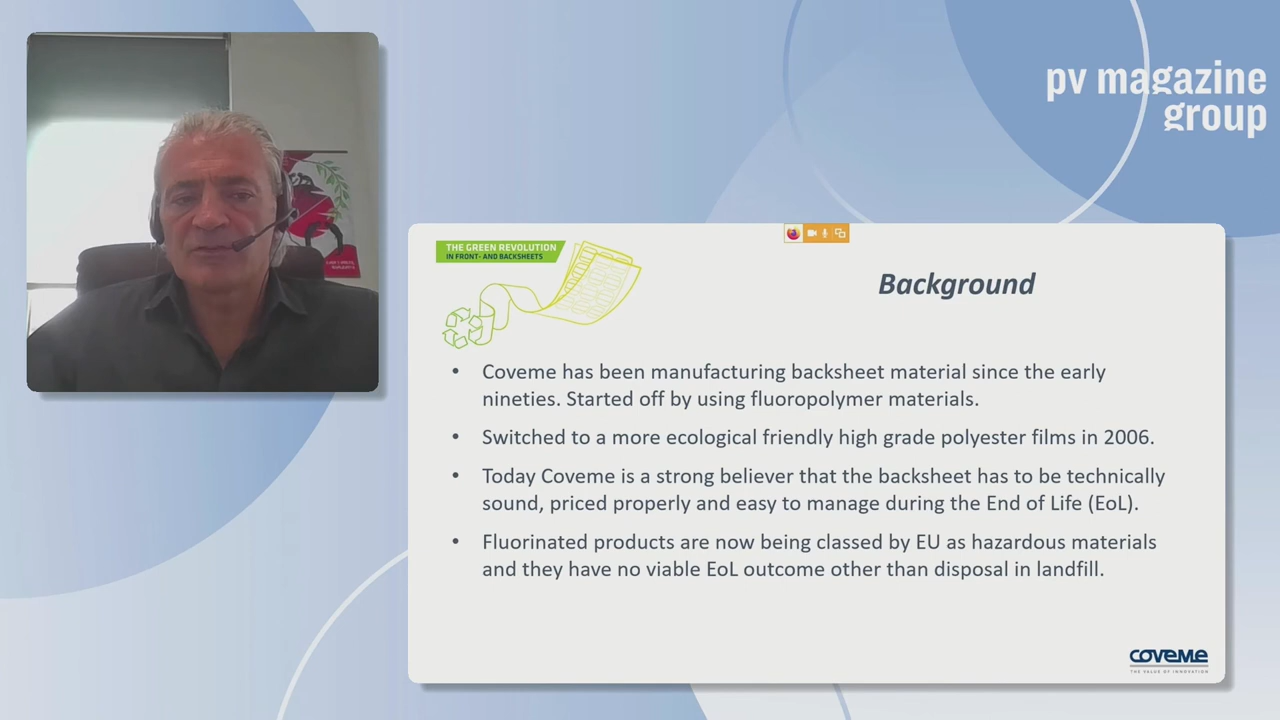 pv magazine
group
THE GREEN REVOLUTION
IN FRONT- AND BACKSHEETS
Background
• Coveme has been manufacturing backsheet material since the early
nineties. Started off by using fluoropolymer materials.
• Switched to a more ecological friendly high grade polyester films in 2006.
• Today Coveme is a strong believer that the backsheet has to be technically
sound, priced properly and easy to manage during the End of Life (EoL).
• Fluorinated products are now being classed by EU as hazardous materials
and they have no viable EoL outcome other than disposal in landfill.
coveme
THE VALUE OF INNOVATION